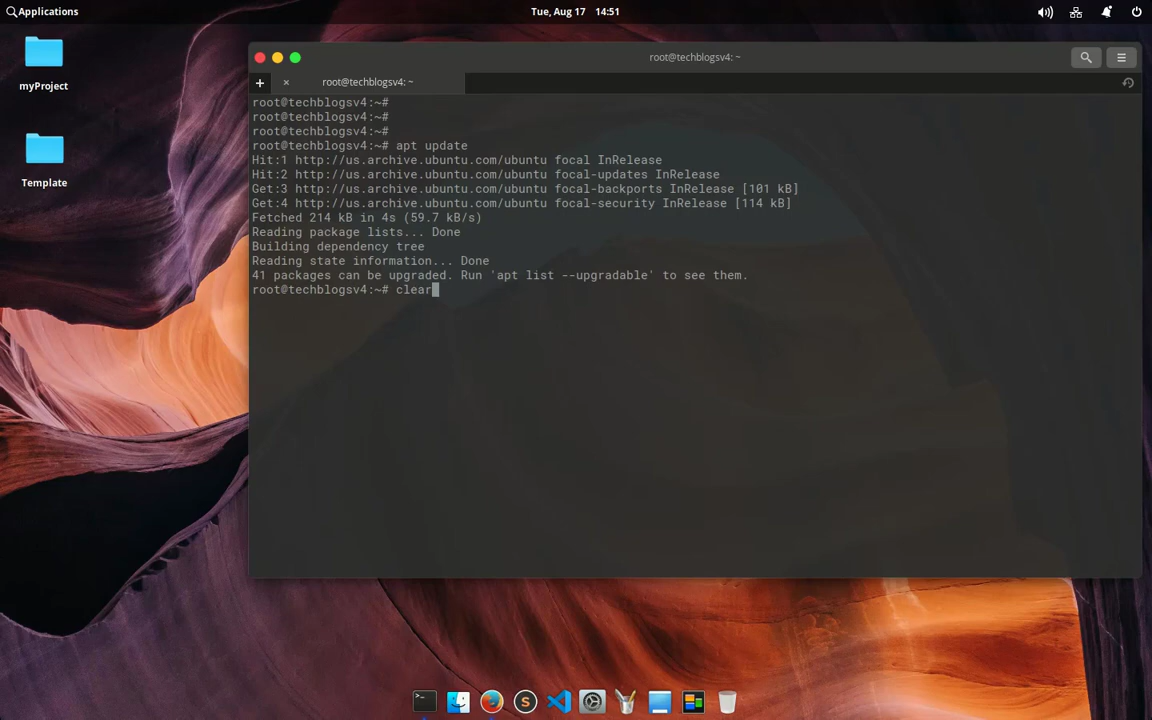 Applications
Tue, Aug 17 14:51
myProject
Template
root@techblogsv4: ~
root@techblogsv4: ~
root@techblogsv4:~#
root@techblogsv4:~#
root@techblogsv4:~#
root@techblogsv4:~# apt update
Hit:1 http://us.archive.ubuntu.com/ubuntu focal InRelease
Hit:2 http://us.archive.ubuntu.com/ubuntu focal-updates InRelease
Get:3 http://us.archive.ubuntu.com/ubuntu focal-backports InRelease [101 kB]
Get:4 http://us.archive.ubuntu.com/ubuntu focal-security InRelease [114 kB]
Fetched 214 kB in 4s (59.7 kB/s)
Reading package lists... Done
Building dependency tree
Reading state information... Done
41 packages can be upgraded. Run 'apt list --upgradable' to see them.
root@techblogsv4:~# clear